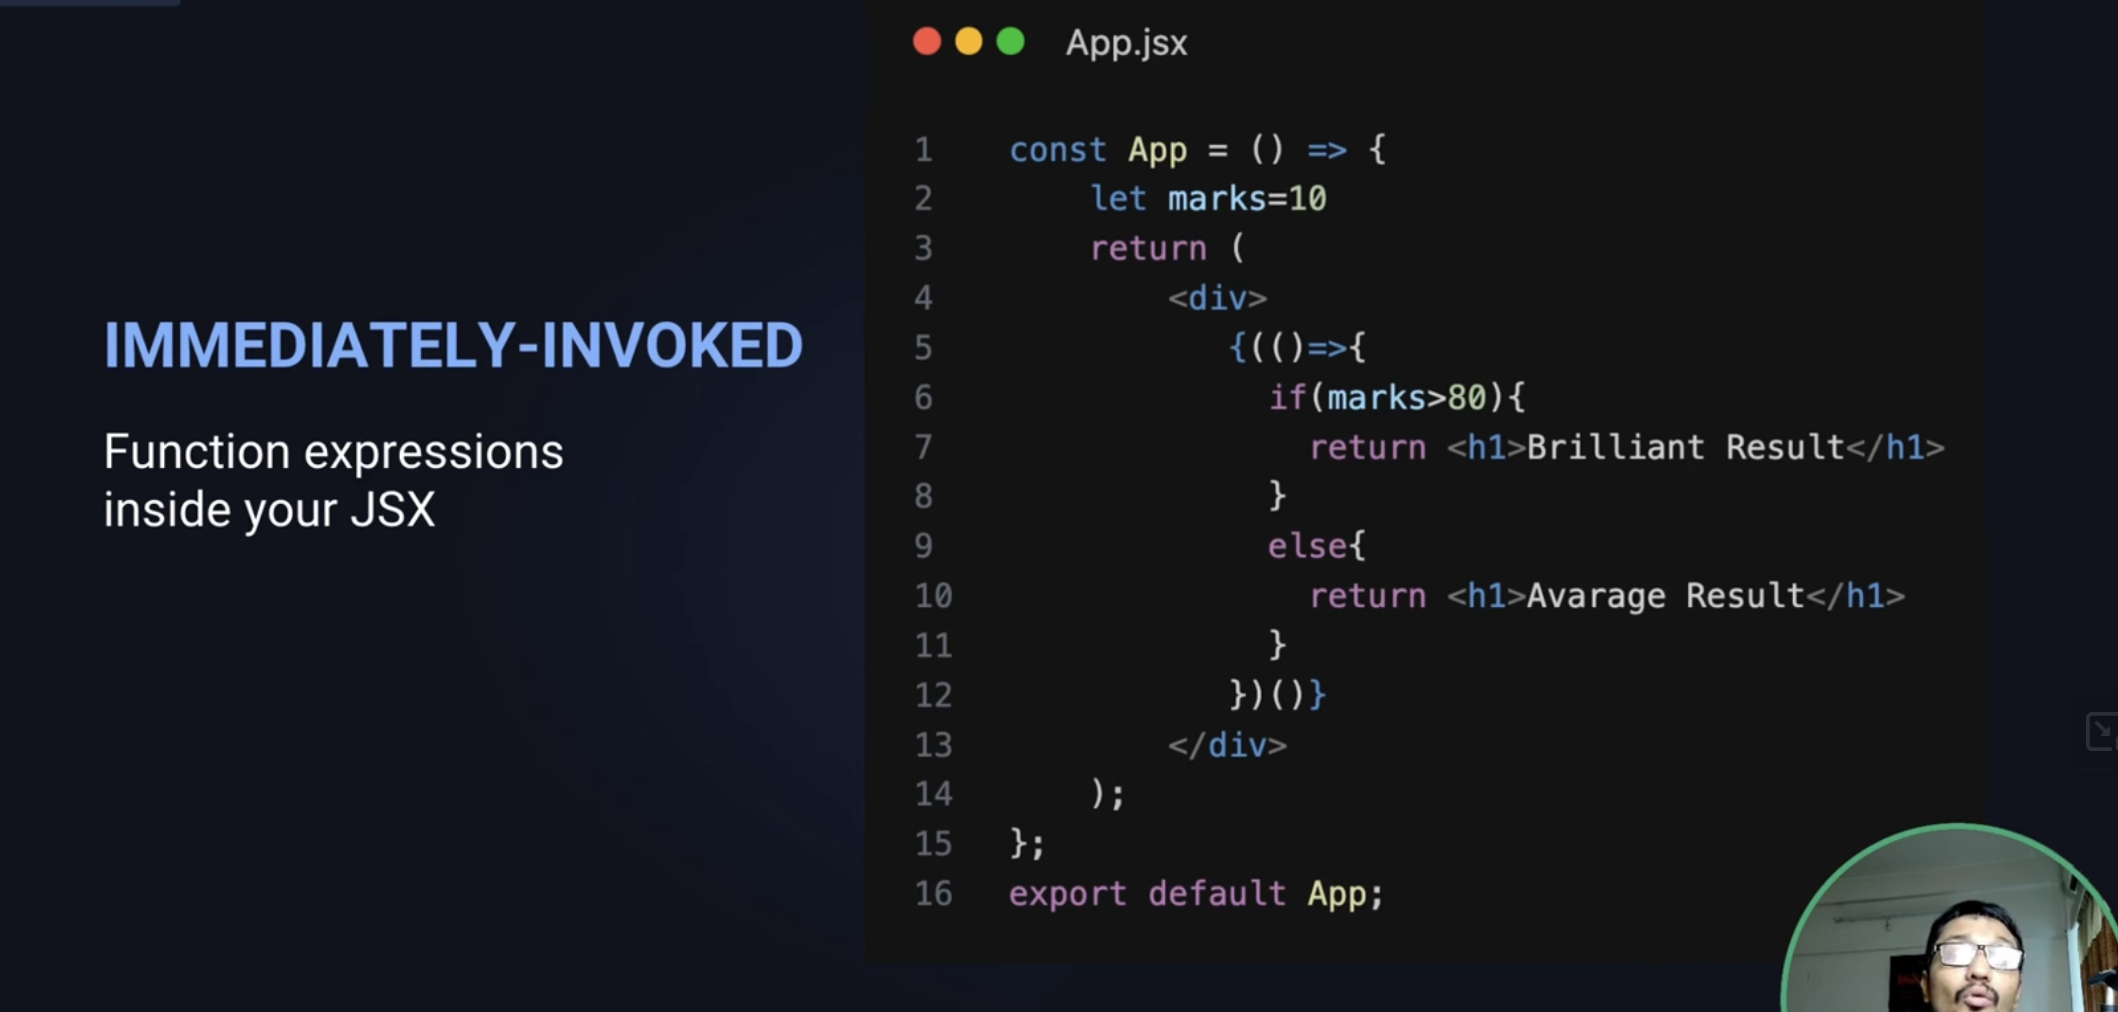 IMMEDIATELY-INVOKED
Function expressions
inside your JSX
App.jsx
1 const App = () => {
2 let marks=10
3 return (
4 <div>
5 {(()=>{
6 if(marks>80){
7 return <h1>Brilliant Result</h1>
8 }
9 else{
10 return <h1>Avarage Result</h1>
11 }
12 })()}
13 </div>
14 );
15 };
16 export default App;